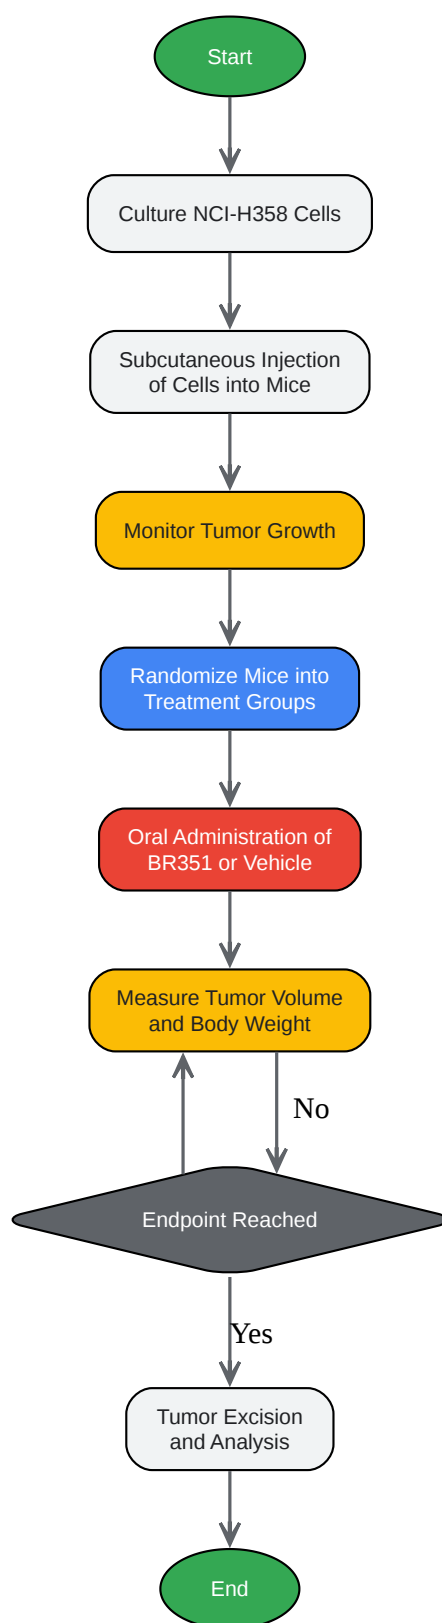 Start
Culture NCI-H358 Cells
Subcutaneous Injection
of Cells into Mice
Monitor Tumor Growth
Randomize Mice into
Treatment Groups
Oral Administration of
BR351 or Vehicle
Measure Tumor Volume
and Body Weight
No
Endpoint Reached
Yes
Tumor Excision
and Analysis
End